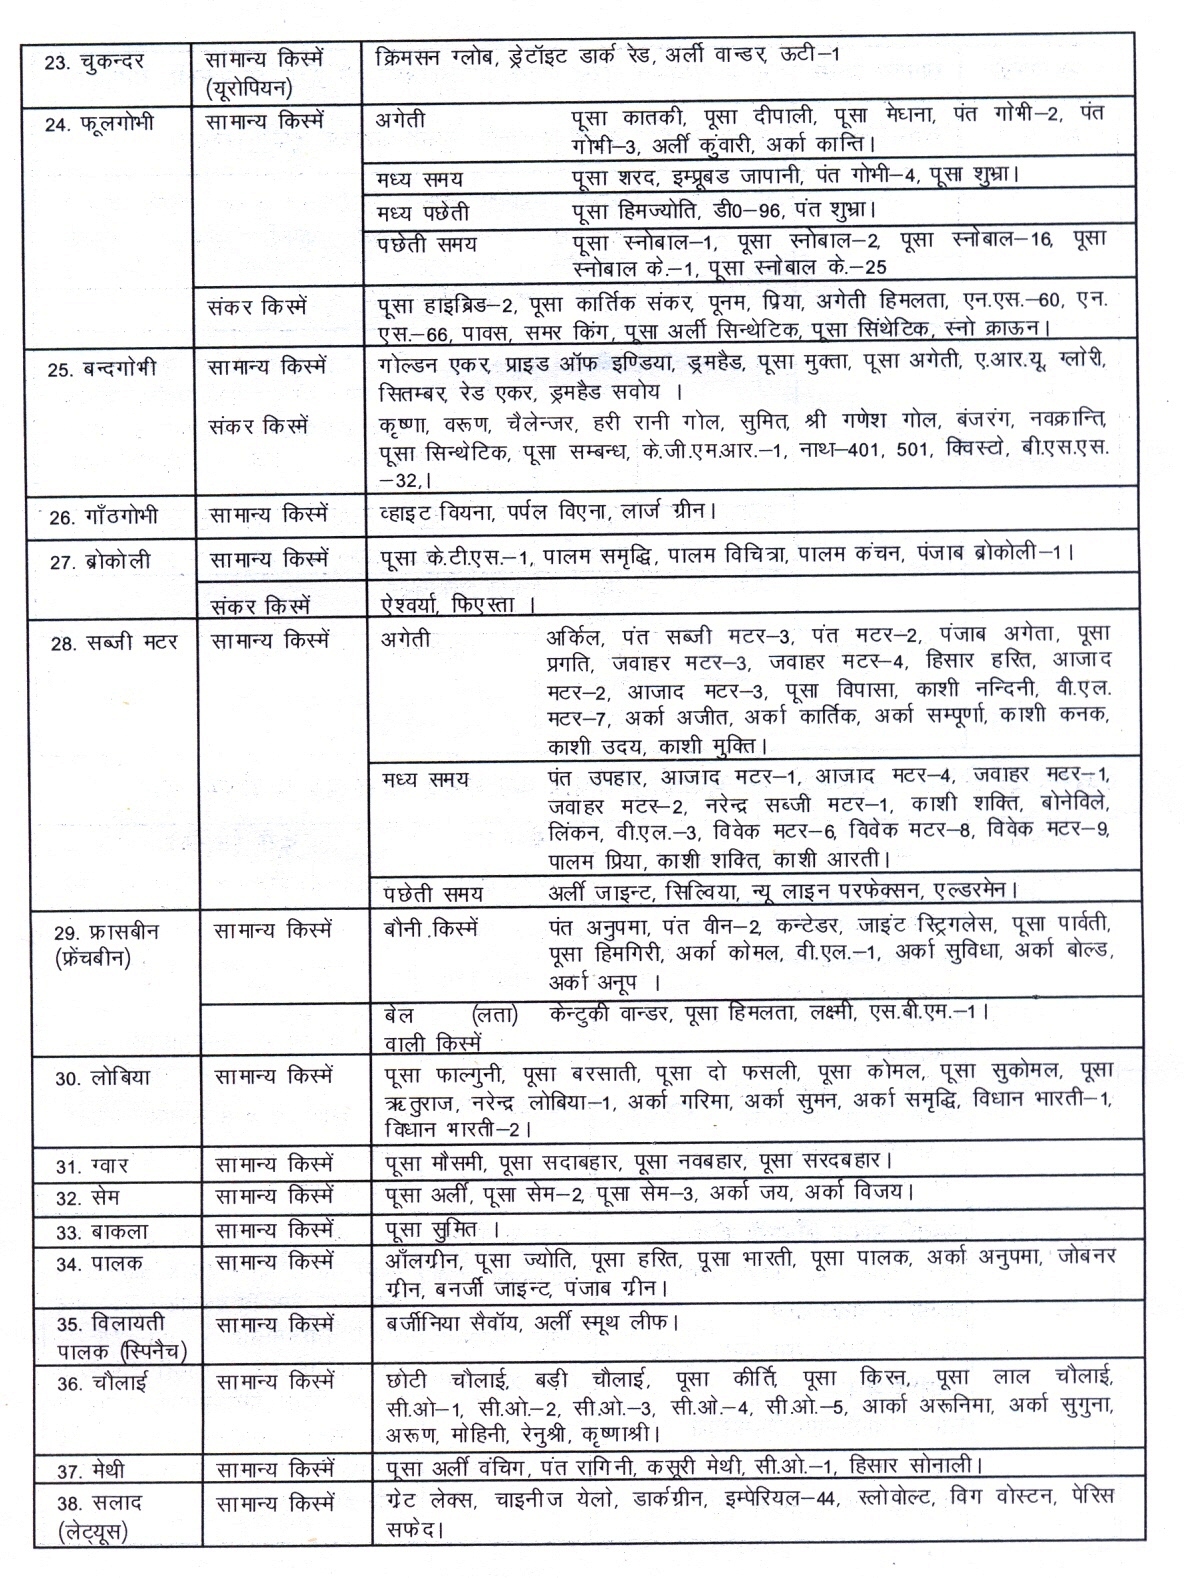 23. चुकन्दर सामान्य किस्में क्रिमसन ग्लोब, ड्रेटॉइट डार्क रेड, अर्ली वान्डर, ऊटी–1
(यूरोपियन)
24. फूलगोभी सामान्य किस्में अगेती पूसा कातकी, पूसा दीपाली, पूसा मेघना, पंत गोभी–2, पंत
गोभी–3, अर्ली कुंवारी, अर्का कान्ति।
मध्य समय पूसा शरद, इम्प्रूबड जापानी, पंत गोभी–4, पूसा शुभ्रा।
मध्य पछेती पूसा हिमज्योति, डी0–96, पंत शुभ्रा।
पछेती समय पूसा स्नोबाल–1, पूसा स्नोबाल–2, पूसा स्नोबाल–16, पूसा
स्नोबाल के.–1, पूसा स्नोबाल के.–25
संकर किस्में पूसा हाइब्रिड–2, पूसा कार्तिक संकर, पूनम, प्रिया, अगेती हिमलता, एन.एस.–60, एन.
एस.–66, पावस, समर किंग, पूसा अर्ली सिन्थेटिक, पूसा सिंथेटिक, स्नो क्राऊन।
25. बन्दगोभी सामान्य किस्में गोल्डन एकर, प्राइड ऑफ इण्डिया, ड्रमहैड, पूसा मुक्ता, पूसा अगेती, ए.आर.यू. ग्लोरी,
सितम्बर, रेड एकर, ड्रमहैड सवोय ।
संकर किस्में कृष्णा, वरूण, चैलेन्जर, हरी रानी गोल, सुमित, श्री गणेश गोल, बंजरंग, नवक्रान्ति,
पूसा सिन्थेटिक, पूसा सम्बन्ध, के.जी.एम.आर.–1, नाथ–401, 501, क्विस्टो, बी.एस.एस.
–32,।
26. गाँठगोभी सामान्य किस्में व्हाइट वियना, पर्पल विएना, लार्ज ग्रीन।
27. ब्रोकोली सामान्य किस्में पूसा के.टी.एस.–1, पालम समृद्धि, पालम विचित्रा, पालम कंचन, पंजाब ब्रोकोली–1।
संकर किस्में ऐश्वर्या, फिएस्ता ।
28. सब्जी मटर सामान्य किस्में अगेती अर्किल, पंत सब्जी मटर–3, पंत मटर–2, पंजाब अगेता, पूसा
प्रगति, जवाहर मटर–3, जवाहर मटर–4, हिसार हरित, आजाद
मटर–2, आजाद मटर–3, पूसा विपासा, काशी नन्दिनी, वी.एल.
मटर–7, अर्का अजीत, अर्का कार्तिक, अर्का सम्पूर्णा, काशी कनक,
काशी उदय, काशी मुक्ति।
मध्य समय पंत उपहार, आजाद मटर–1, आजाद मटर–4, जवाहर मटर–1,
जवाहर मटर–2, नरेन्द्र सब्जी मटर–1, काशी शक्ति, बोनेविले,
लिंकन, वी.एल.–3, विवेक मटर–6, विवेक मटर–8, विवेक मटर–9,
पालम प्रिया, काशी शक्ति, काशी आरती।
पछेती समय अर्ली जाइन्ट, सिल्विया, न्यू लाइन परफेक्सन, एल्डरमेन।
29. फ्रासबीन सामान्य किस्में बौनी किस्में पंत अनुपमा, पंत वीन–2, कन्टेडर, जाइंट स्ट्रिगलेस, पूसा पार्वती,
(फ्रेंचबीन) पूसा हिमगिरी, अर्का कोमल, वी.एल.–1, अर्का सुविधा, अर्का बोल्ड,
अर्का अनूप ।
बेल (लता) केन्टुकी वान्डर, पूसा हिमलता, लक्ष्मी, एस.बी.एम.–1।
वाली किस्में
30. लोबिया सामान्य किस्में पूसा फाल्गुनी, पूसा बरसाती, पूसा दो फसली, पूसा कोमल, पूसा सुकोमल, पूसा
ऋतुराज, नरेन्द्र लोबिया–1, अर्का गरिमा, अर्का सुमन, अर्का समृद्धि, विधान भारती–1,
विधान भारती–2।
31. ग्वार सामान्य किस्में पूसा मौसमी, पूसा सदाबहार, पूसा नवबहार, पूसा सरदबहार।
32. सेम सामान्य किस्में पूसा अर्ली, पूसा सेम–2, पूसा सेम–3, अर्का जय, अर्का विजय।
33. बाकला सामान्य किस्में पूसा सुमित ।
34. पालक सामान्य किस्में ऑंलग्रीन, पूसा ज्योति, पूसा हरित, पूसा भारती, पूसा पालक, अर्का अनुपमा, जोबनर
ग्रीन, बनर्जी जाइन्ट, पंजाब ग्रीन।
35. विलायती सामान्य किस्में बर्जीनिया सैवॉय, अर्ली स्मूथ लीफ।
पालक (स्पिनैच)
36. चौलाई सामान्य किस्में छोटी चौलाई, बड़ी चौलाई, पूसा कीर्ति, पूसा किरन, पूसा लाल चौलाई,
सी.ओ–1, सी.ओ.–2, सी.ओ.–3, सी.ओ.–4, सी.ओ.–5, आर्का अरूनिमा, अर्का सुगुना,
अरूण, मोहिनी, रेनुश्री, कृष्णाश्री।
37. मेथी सामान्य किस्में पूसा अर्ली वंचिग, पंत रागिनी, कसूरी मेथी, सी.ओ.–1, हिसार सोनाली।
38. सलाद सामान्य किस्में ग्रेट लेक्स, चाइनीज येलो, डार्कग्रीन, इम्पेरियल–44, स्लोवोल्ट, विग वोस्टन, पेरिस
(लेट्यूस) सफेद।